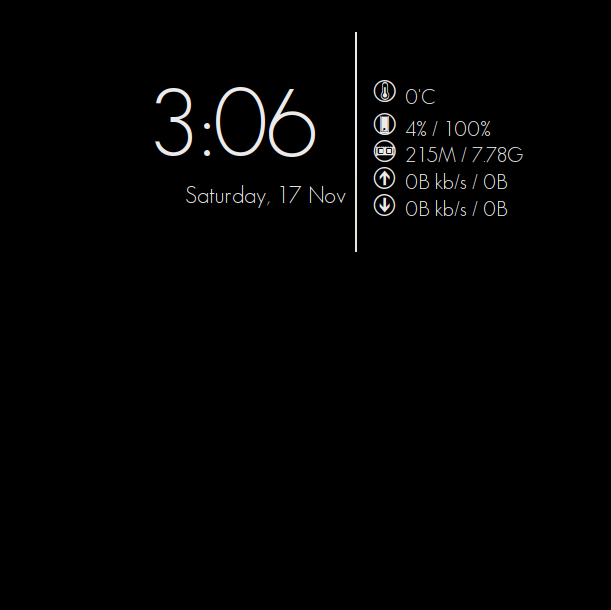 3:06
Saturday, 17 Nov
0'C
4% / 100%
215M / 7.78G
0B kb/s / 0B
0B kb/s / 0B